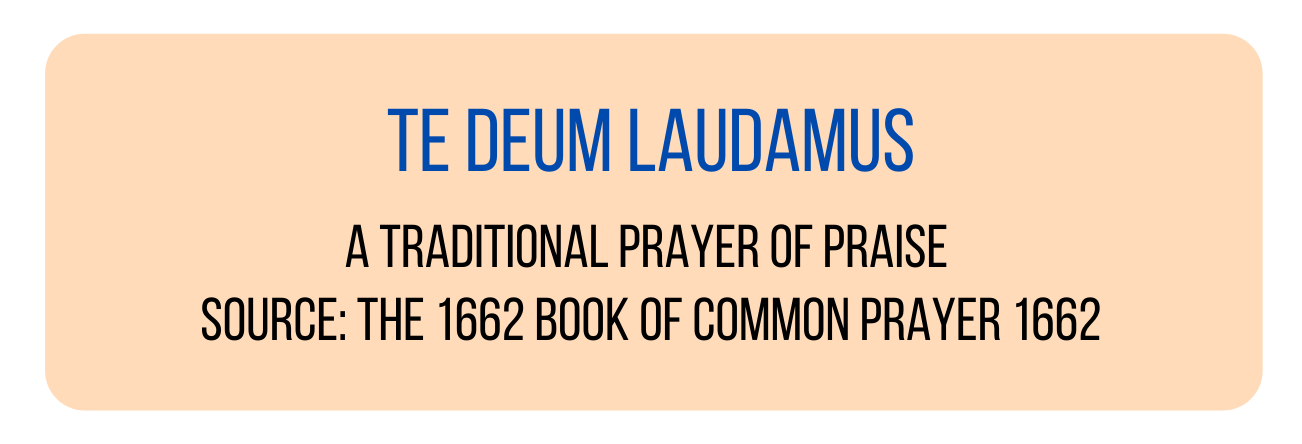 TE DEUM LAUDAMUS
A TRADITIONAL PRAYER OF PRAISE
SOURCE: THE 1662 BOOK OF COMMON PRAYER 1662